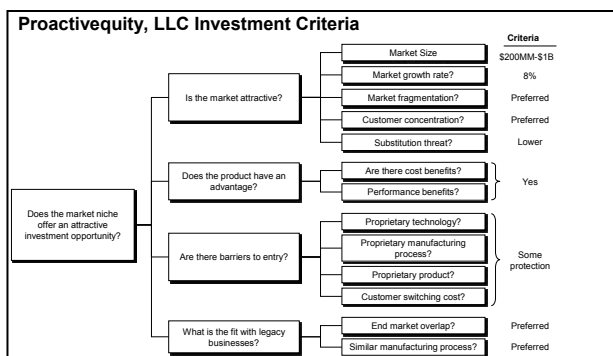 Proactivequity, LLC Investment Criteria
Criteria
Market Size
$200MM-$1B
Market growth rate?
8%
Is the market attractive?
Market fragmentation?
Preferred
Customer concentration?
Preferred
Substitution threat?
Lower
Does the product have an
advantage?
Are there cost benefits?
Performance benefits?
Yes
Does the market niche
offer an attractive
investment opportunity?
Are there barriers to entry?
Proprietary technology?
Proprietary manufacturing
process?
Proprietary product?
Customer switching cost?
Some
protection
What is the fit with legacy
businesses?
End market overlap?
Preferred
Similar manufacturing process?
Preferred